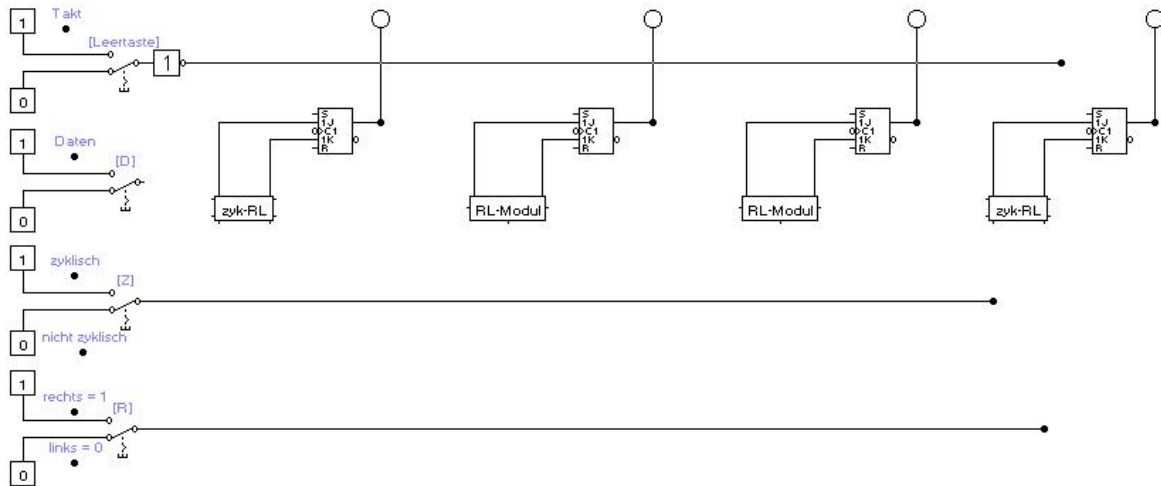 1
Takt
[Leertaste]
1
0
S
1J
C1
1K
R
S
1J
C1
1K
R
S
1J
C1
1K
R
S
1J
C1
1K
R
1
Daten
[D]
0
zyk-RL
RL-Modul
RL-Modul
zyk-RL
1
zyklisch
[Z]
0
nicht zyklisch
1
rechts = 1
[R]
links = 0
0